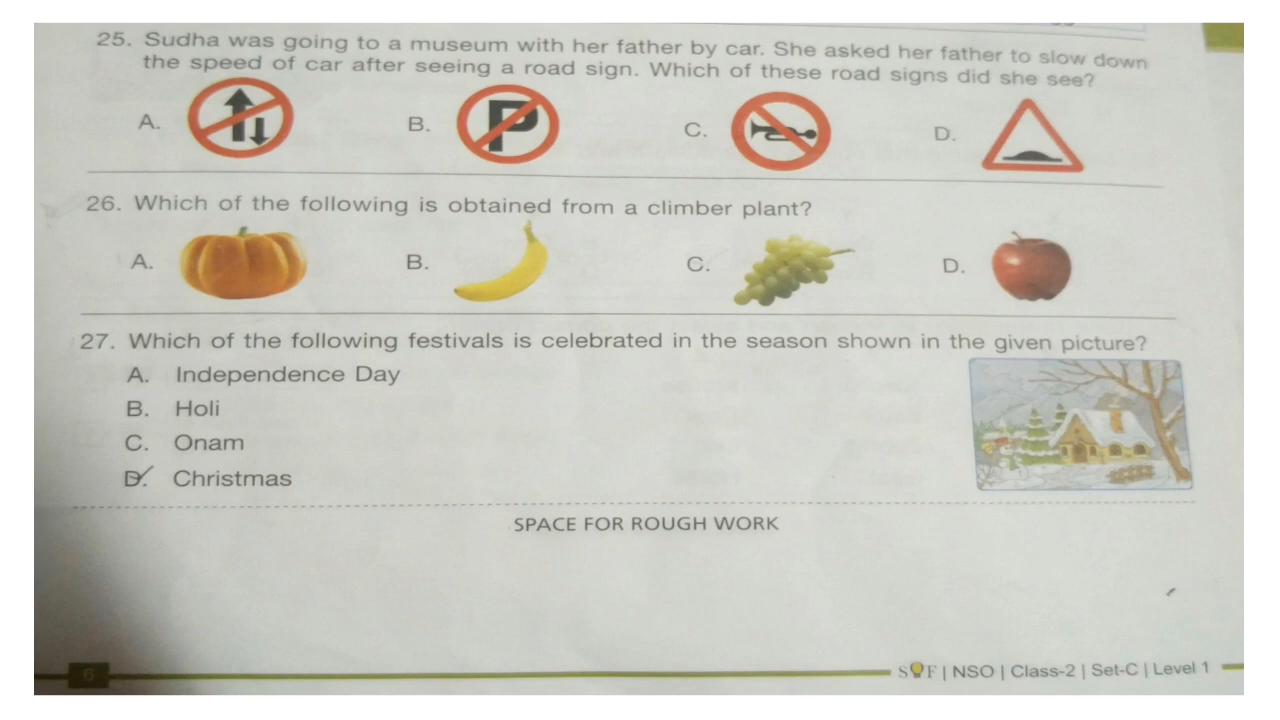 25. Sudha was going to a museum with her father by car. She asked her father to slow down
the speed of car after seeing a road sign. Which of these road signs did she see?
A. B. P C. D.
26. Which of the following is obtained from a climber plant?
A. B. C. D.
27. Which of the following festivals is celebrated in the season shown in the given picture?
A. Independence Day
B. Holi
C. Onam
D. Christmas
SPACE FOR ROUGH WORK
6 SOF | NSO | Class-2 | Set-C | Level 1